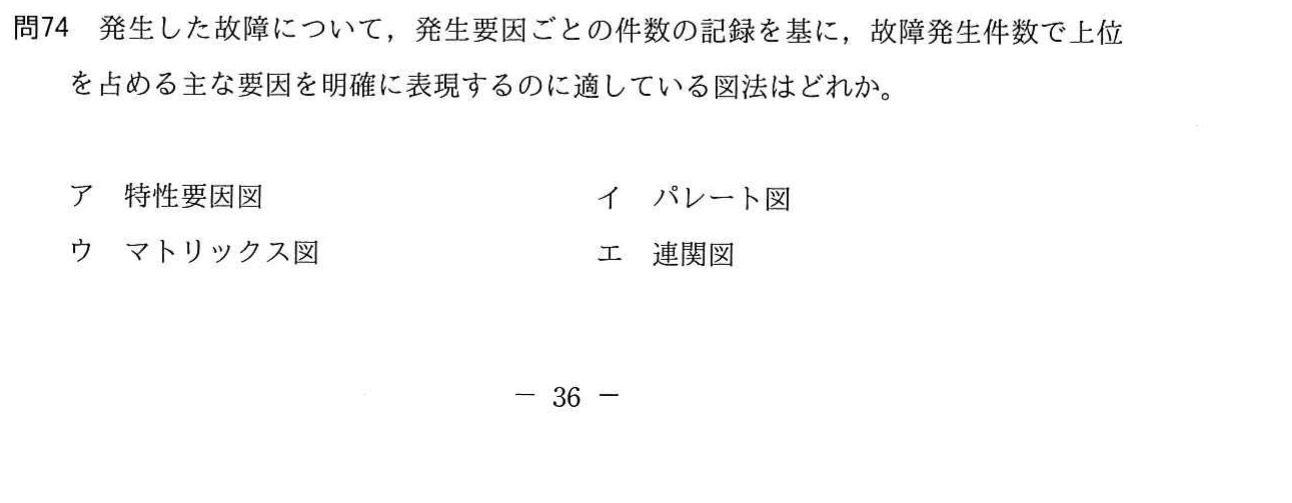 問74 発生した故障について，発生要因ごとの件数の記録を基に，故障発生件数で上位
を占める主な要因を明確に表現するのに適している図法はどれか。
ア 特性要因図 イ パレート図
ウ マトリックス図 エ 連関図
－ 36 －